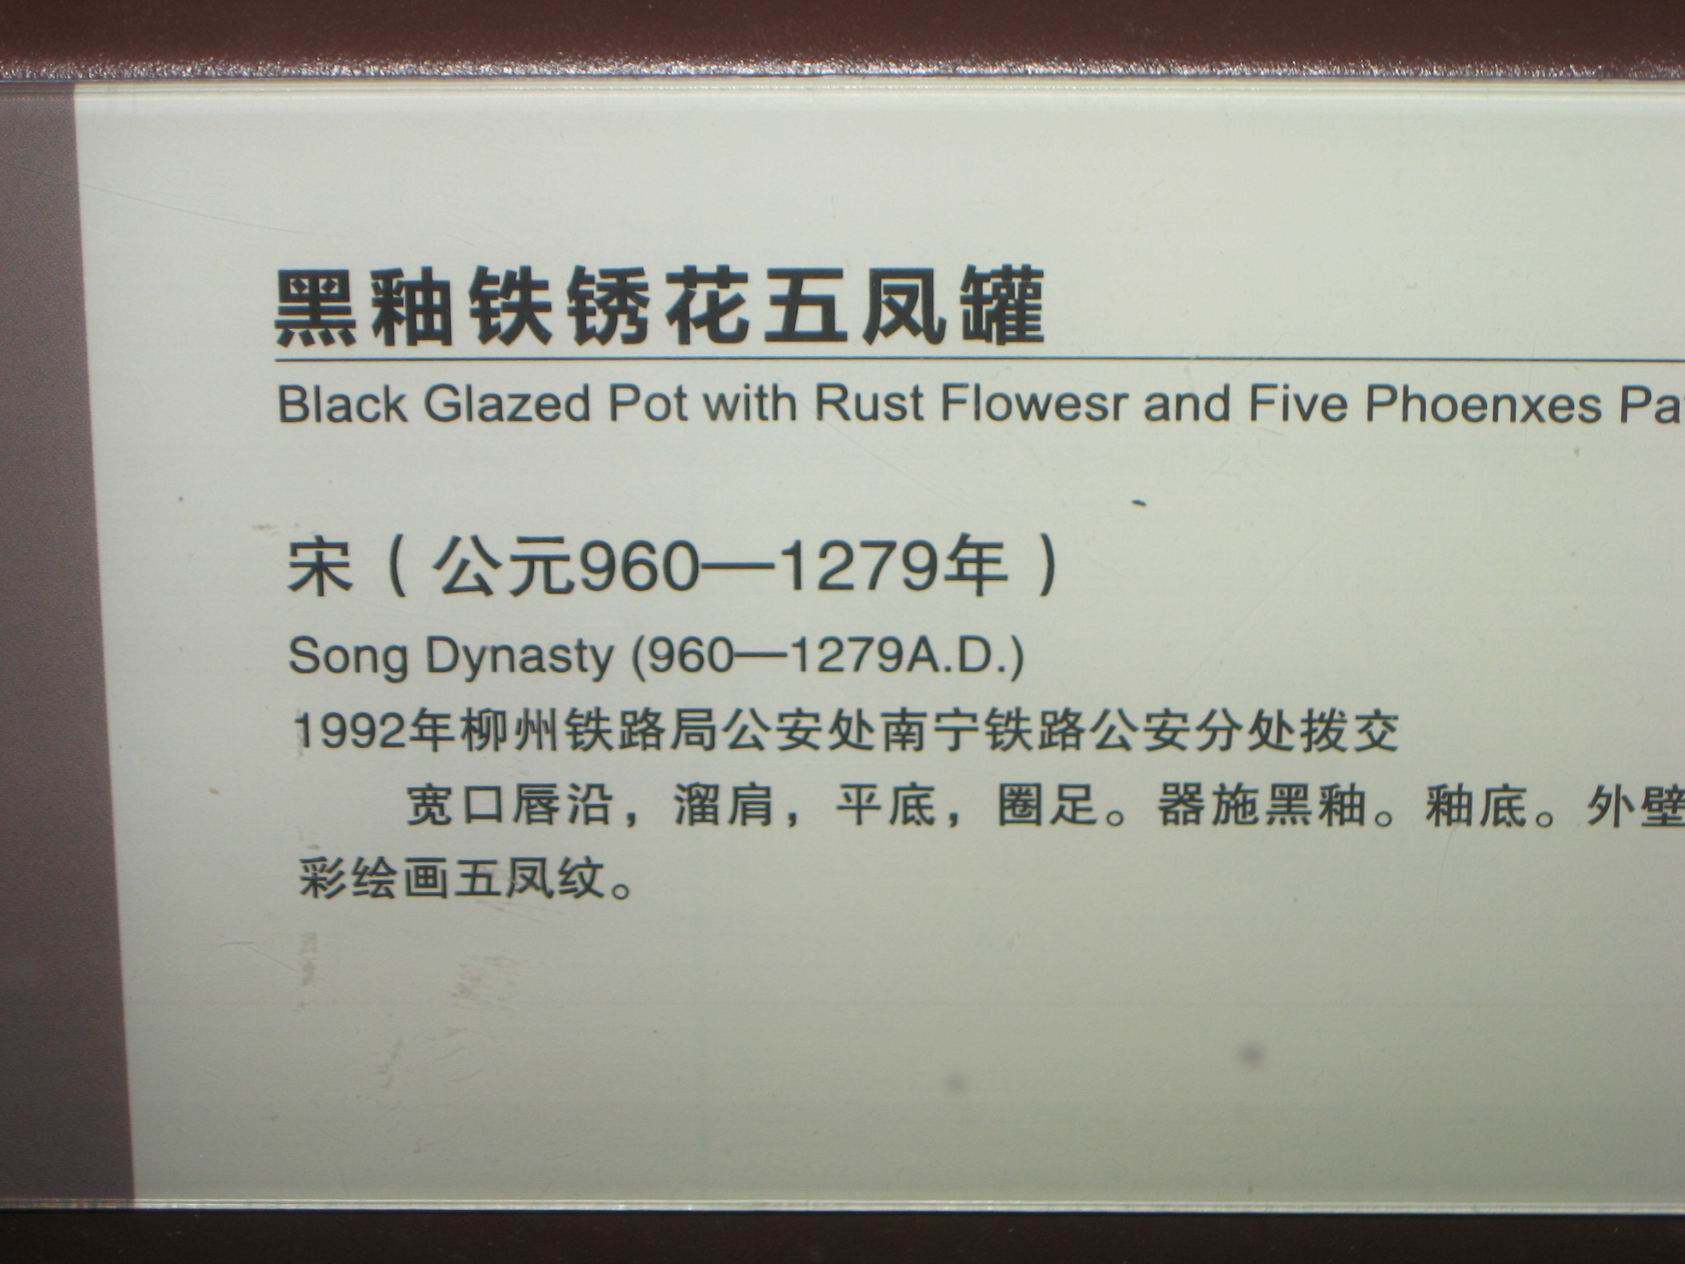 黑釉铁锈花五凤罐
Black Glazed Pot with Rust Flowesr and Five Phoenxes Pa
宋（公元960—1279年）
Song Dynasty (960—1279A.D.)
1992年柳州铁路局公安处南宁铁路公安分处拨交
宽口唇沿，溜肩，平底，圈足。器施黑釉。釉底。外壁
彩绘画五凤纹。